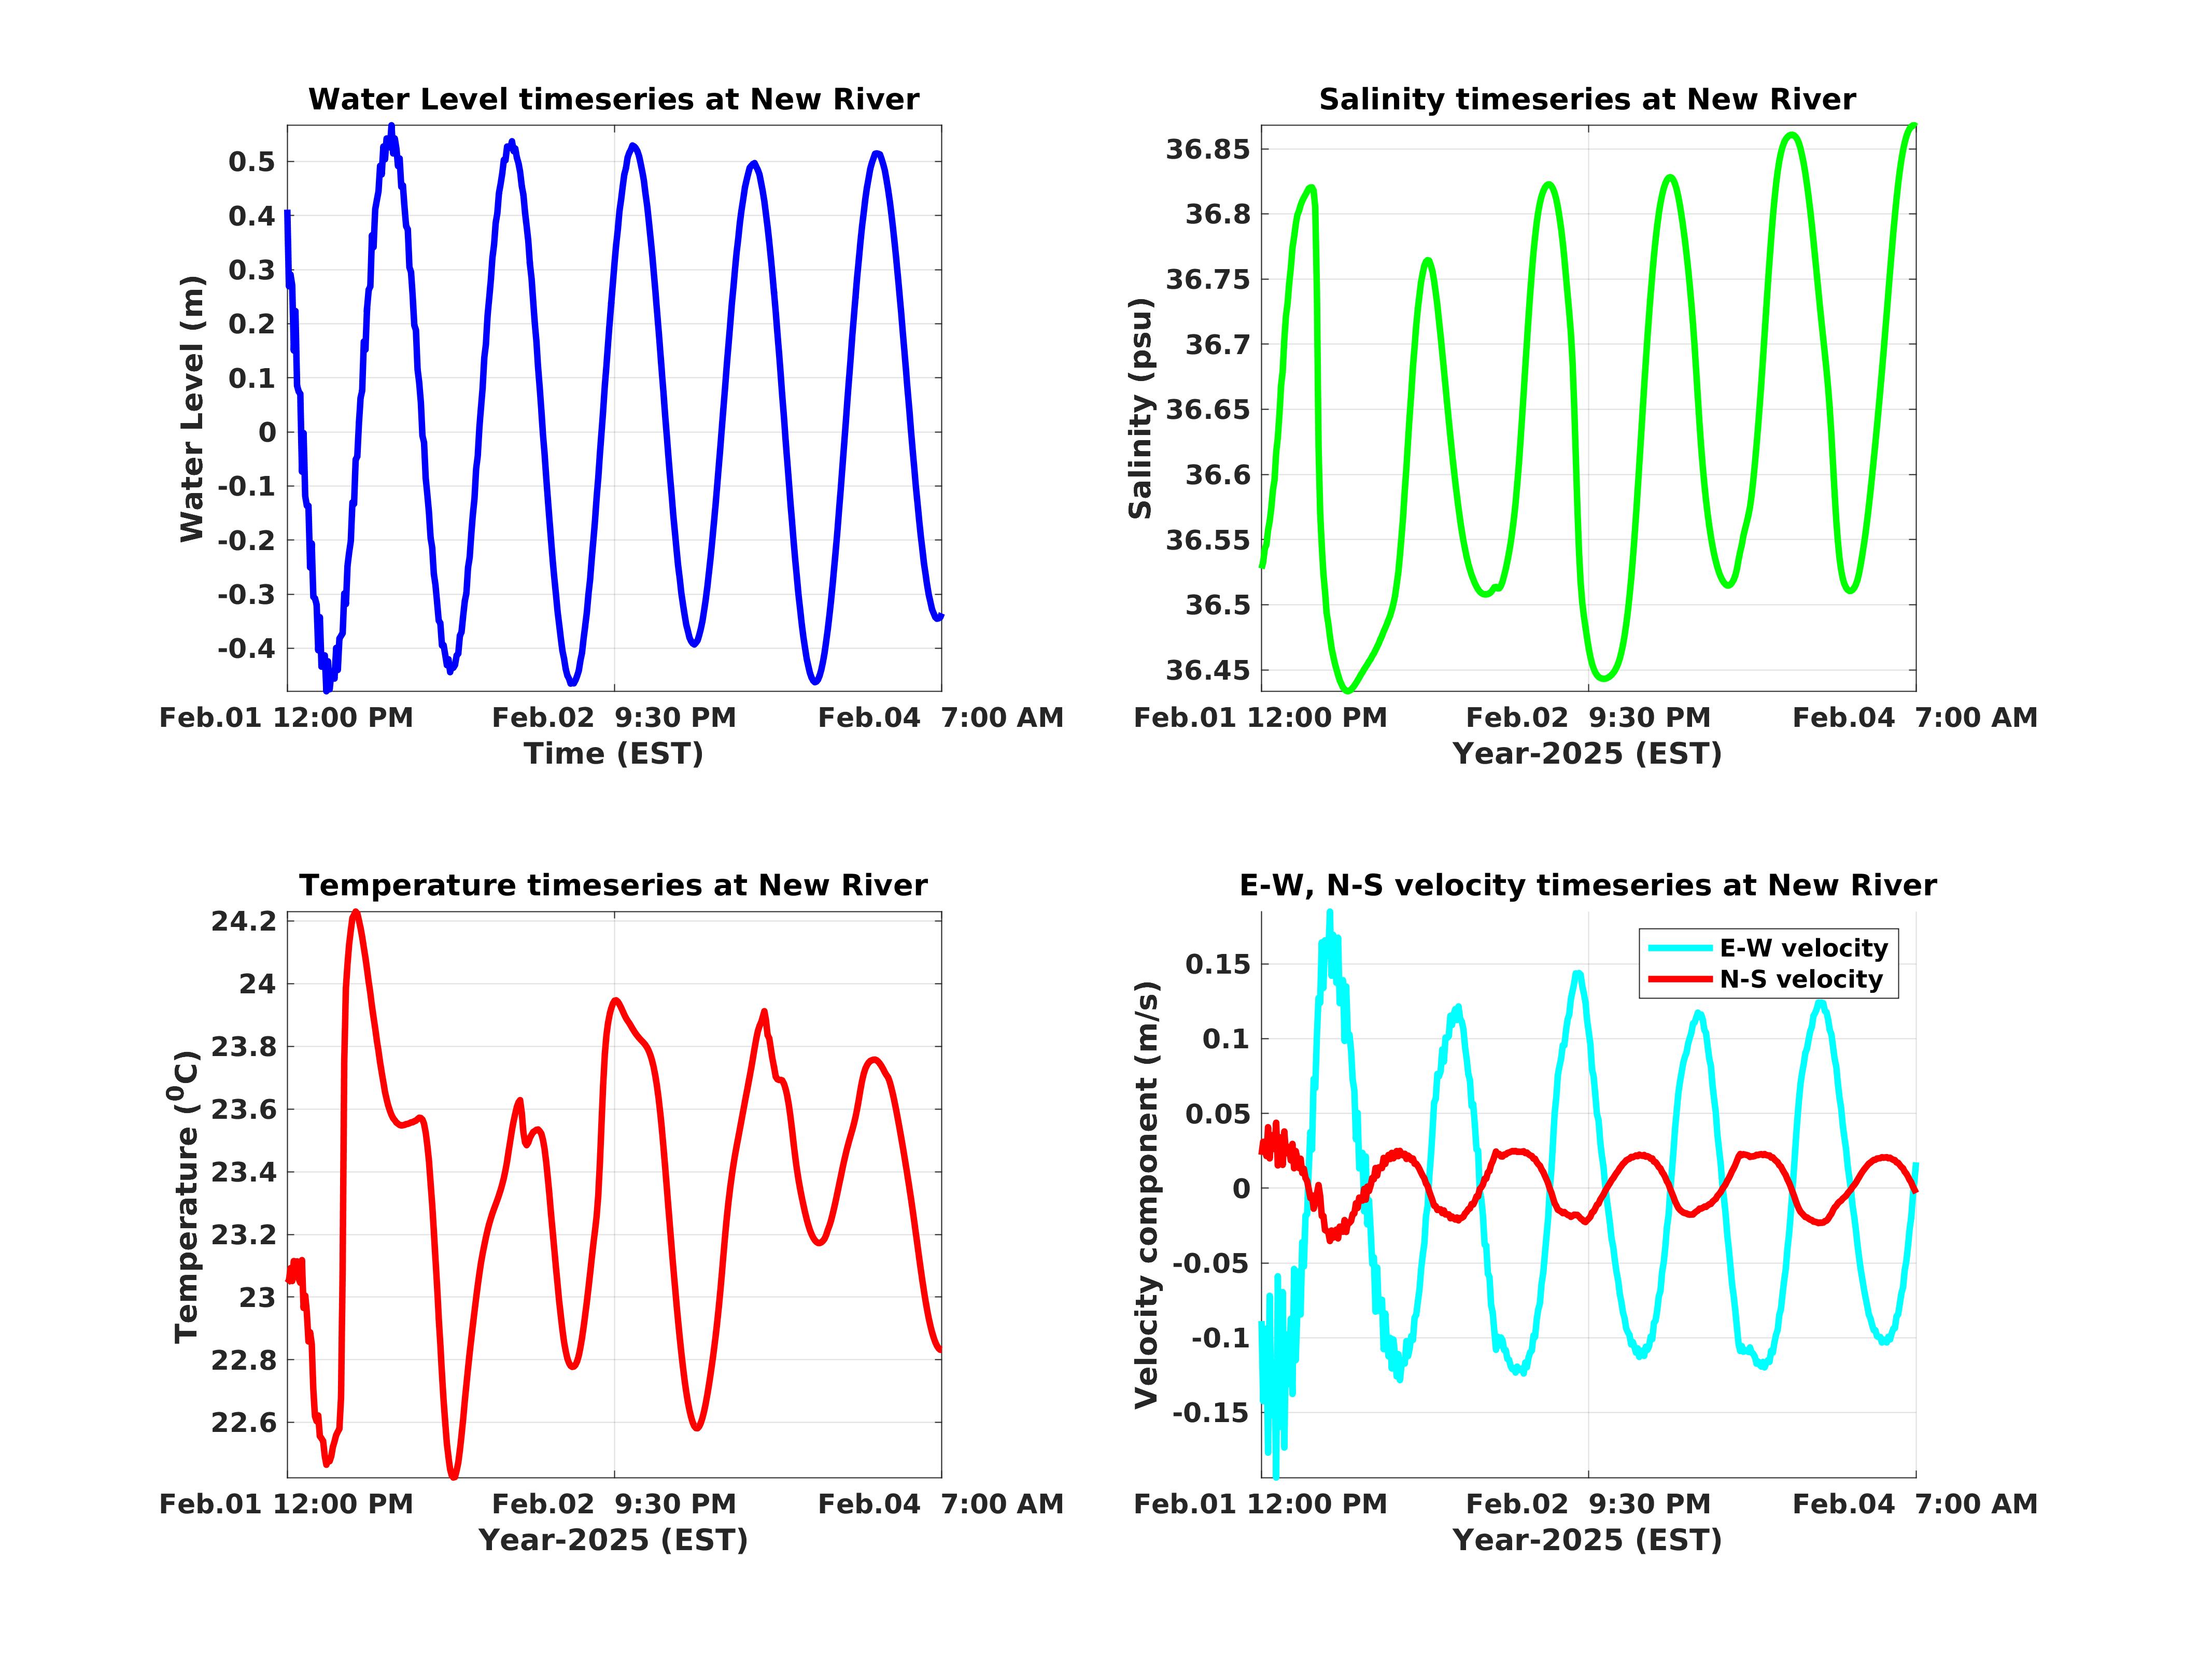 Water Level timeseries at New River
0.5
0.4
0.3
0.2
0.1
0
-0.1
-0.2
-0.3
-0.4
Water Level (m)
Feb.01 12:00 PM Feb.02 9:30 PM Feb.04 7:00 AM
Time (EST)
Salinity timeseries at New River
36.85
36.8
36.75
36.7
36.65
36.6
36.55
36.5
36.45
Salinity (psu)
Feb.01 12:00 PM Feb.02 9:30 PM Feb.04 7:00 AM
Year-2025 (EST)
Temperature timeseries at New River
24.2
24
23.8
23.6
23.4
23.2
23
22.8
22.6
Temperature (⁰C)
Feb.01 12:00 PM Feb.02 9:30 PM Feb.04 7:00 AM
Year-2025 (EST)
E-W, N-S velocity timeseries at New River
E-W velocity
N-S velocity
0.15
0.1
0.05
0
-0.05
-0.1
-0.15
Velocity component (m/s)
Feb.01 12:00 PM Feb.02 9:30 PM Feb.04 7:00 AM
Year-2025 (EST)